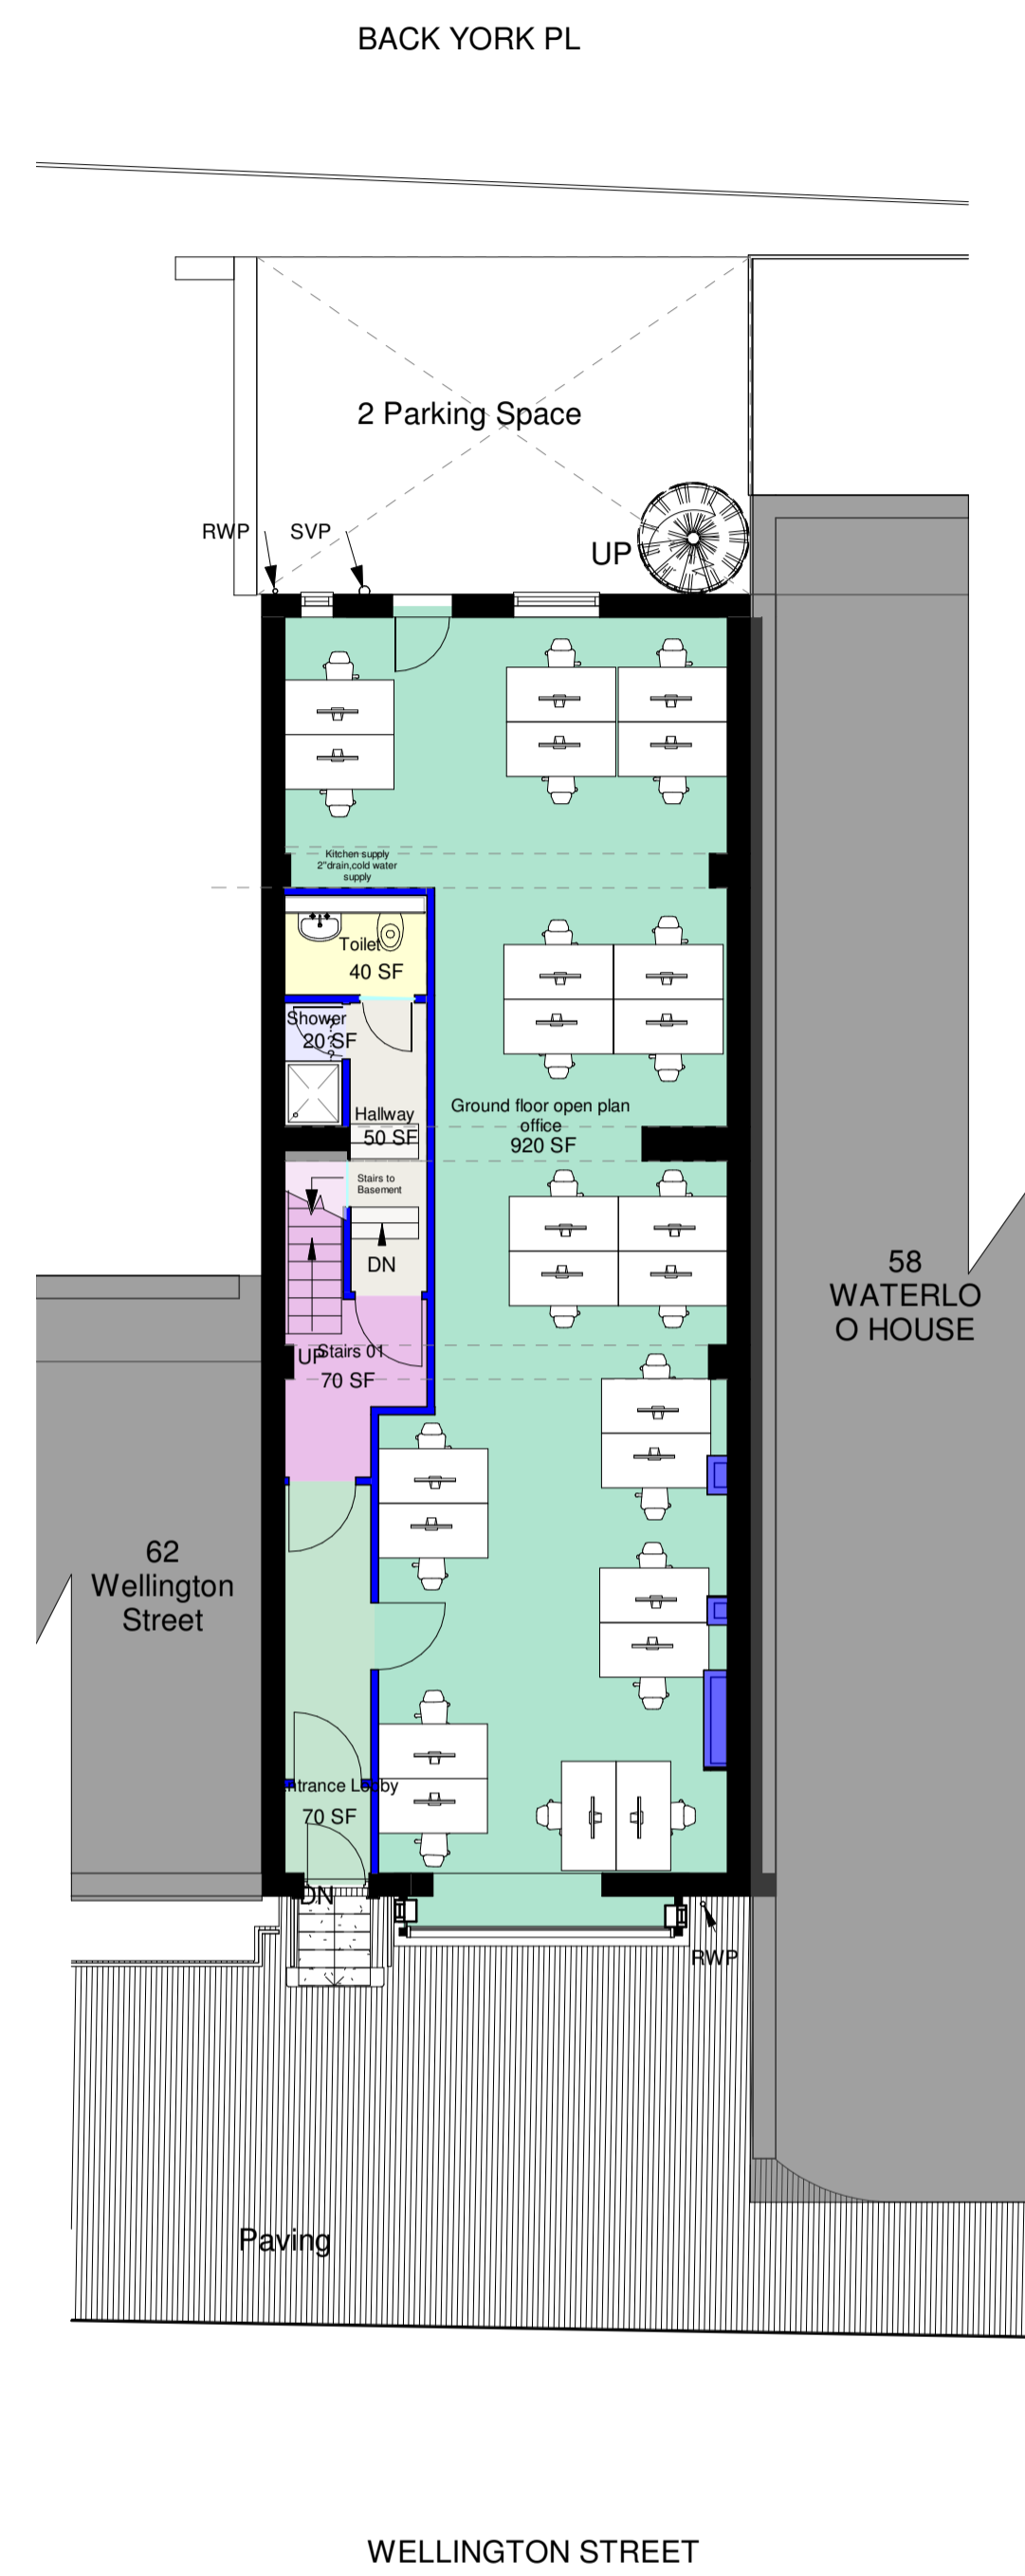 BACK YORK PL
2 Parking Space
RWP
SVP
UP
Kitchen supply
2"drain,cold water
supply
Toilet
40 SF
Shower
20 SF
?
?
?
Hallway
50 SF
Ground floor open plan
office
920 SF
Stairs to
Basement
DN
UP
Stairs 01
70 SF
58
WATERLO
O HOUSE
62
Wellington
Street
ntrance Lobby
70 SF
DN
RWP
Paving
WELLINGTON STREET